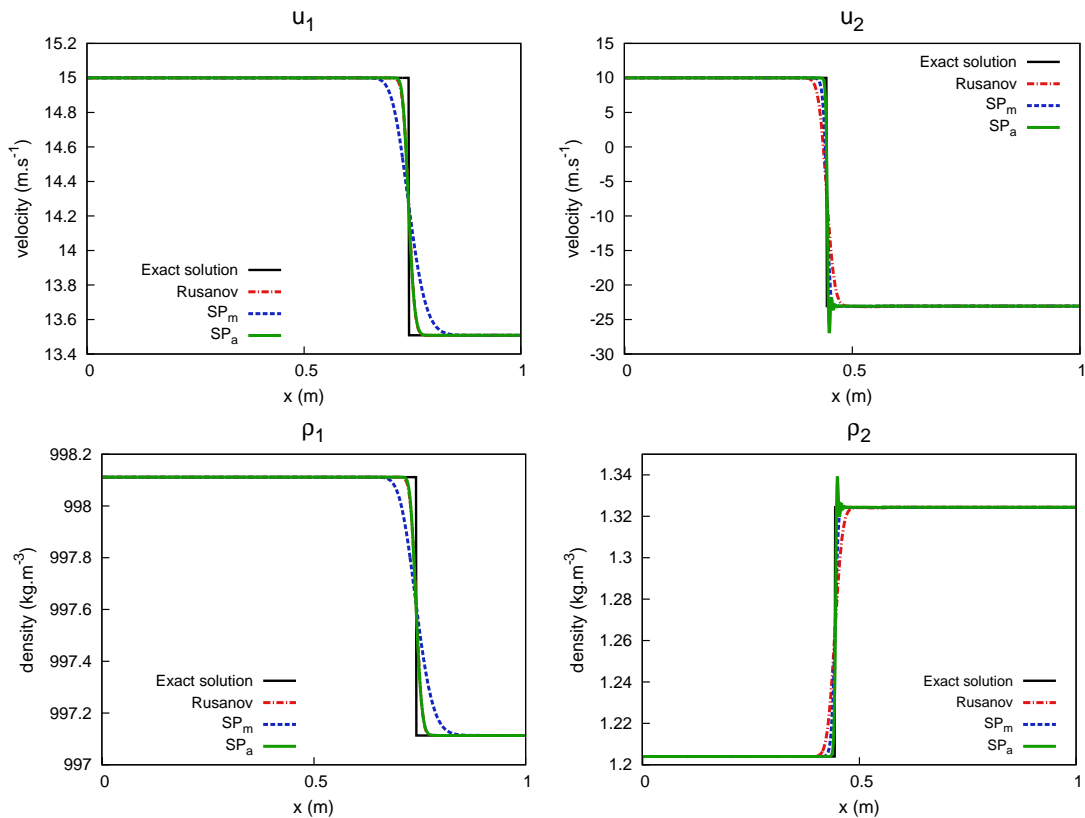 u1
15.2
15
14.8
14.6
14.4
14.2
14
13.8
13.6
13.4
velocity (m.s-1)
Exact solution
Rusanov
SPm
SPa
0
0.5
1
x (m)
u2
15
10
5
0
-5
-10
-15
-20
-25
-30
velocity (m.s-1)
Exact solution
Rusanov
SPm
SPa
0
0.5
1
x (m)
ρ1
998.2
998
997.8
997.6
997.4
997.2
997
density (kg.m-3)
Exact solution
Rusanov
SPm
SPa
0
0.5
1
x (m)
ρ2
1.34
1.32
1.3
1.28
1.26
1.24
1.22
1.2
density (kg.m-3)
Exact solution
Rusanov
SPm
SPa
0
0.5
1
x (m)